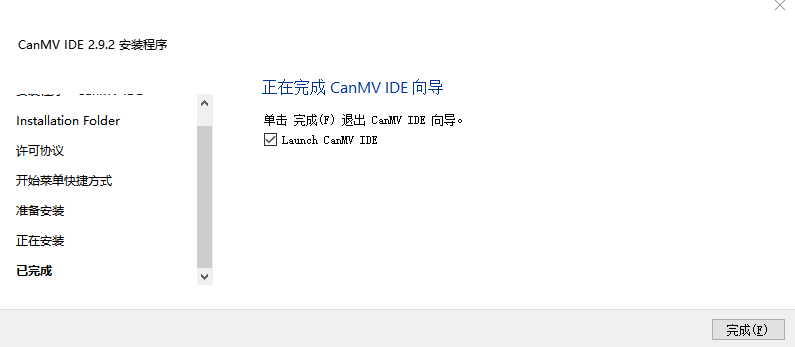 CanMV IDE 2.9.2 安装程序
Installation Folder
许可协议
开始菜单快捷方式
准备安装
正在安装
已完成
正在完成 CanMV IDE 向导
单击 完成(F) 退出 CanMV IDE 向导。
Launch CanMV IDE
完成(F)